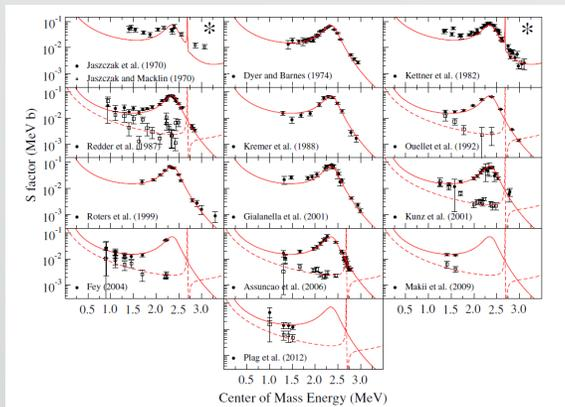 10⁻¹
10⁻²
10⁻³
Jaszczak et al. (1970)
Jaszczak and Macklin (1970)
*
Dyer and Barnes (1974)
Kettner et al. (1982)
*
10⁻¹
10⁻²
10⁻³
Redder et al. (1987)
Kremer et al. (1988)
Ouellet et al. (1992)
S factor (MeV b)
10⁻¹
10⁻²
10⁻³
Roters et al. (1999)
Gialanella et al. (2001)
Kunz et al. (2001)
10⁻¹
10⁻²
10⁻³
Fey (2004)
Assuncao et al. (2006)
Makii et al. (2009)
0.5 1.0 1.5 2.0 2.5 3.0
Plag et al. (2012)
0.5 1.0 1.5 2.0 2.5 3.0
0.5 1.0 1.5 2.0 2.5 3.0
Center of Mass Energy (MeV)